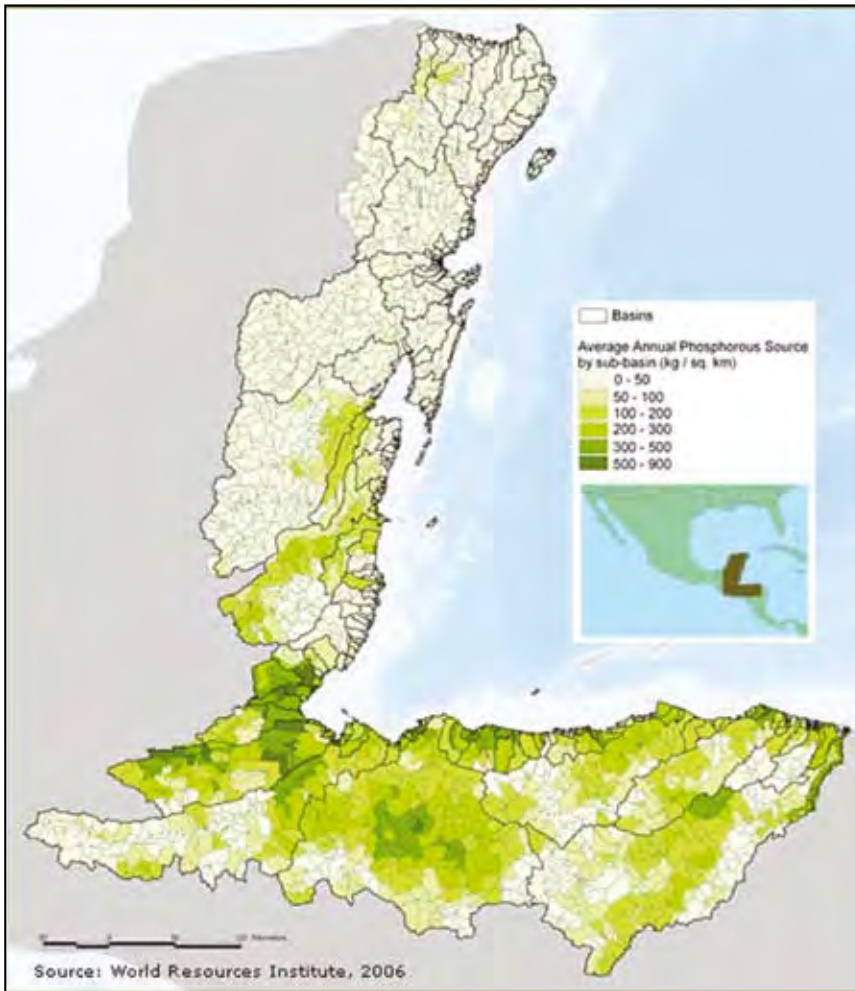 Basins
Average Annual Phosphorous Source
by sub-basin (kg / sq. km)
0 - 50
50 - 100
100 - 200
200 - 300
300 - 500
500 - 900
Source: World Resources Institute, 2006